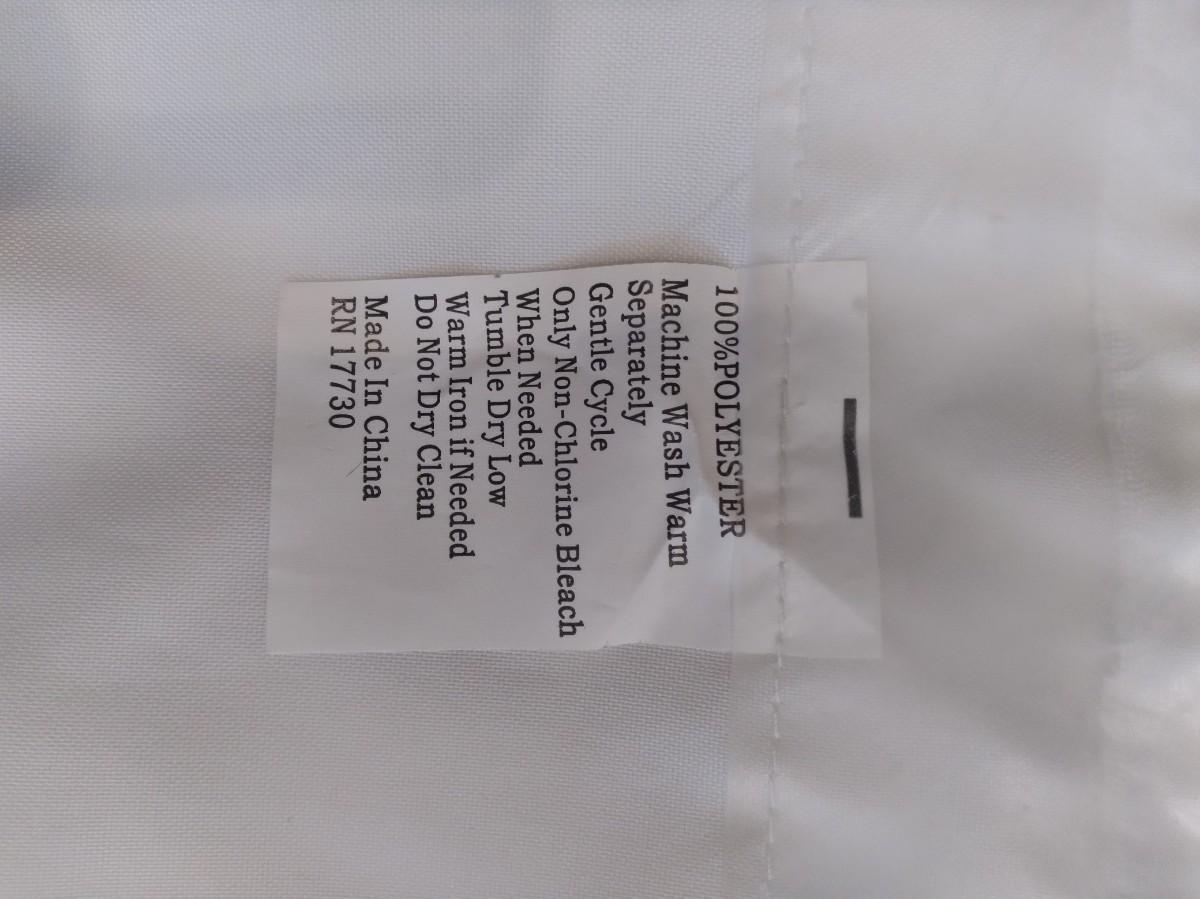 100%POLYESTER
Machine Wash Warm
Separately
Gentle Cycle
Only Non-Chlorine Bleach
When Needed
Tumble Dry Low
Warm Iron if Needed
Do Not Dry Clean
Made In China
RN 17730